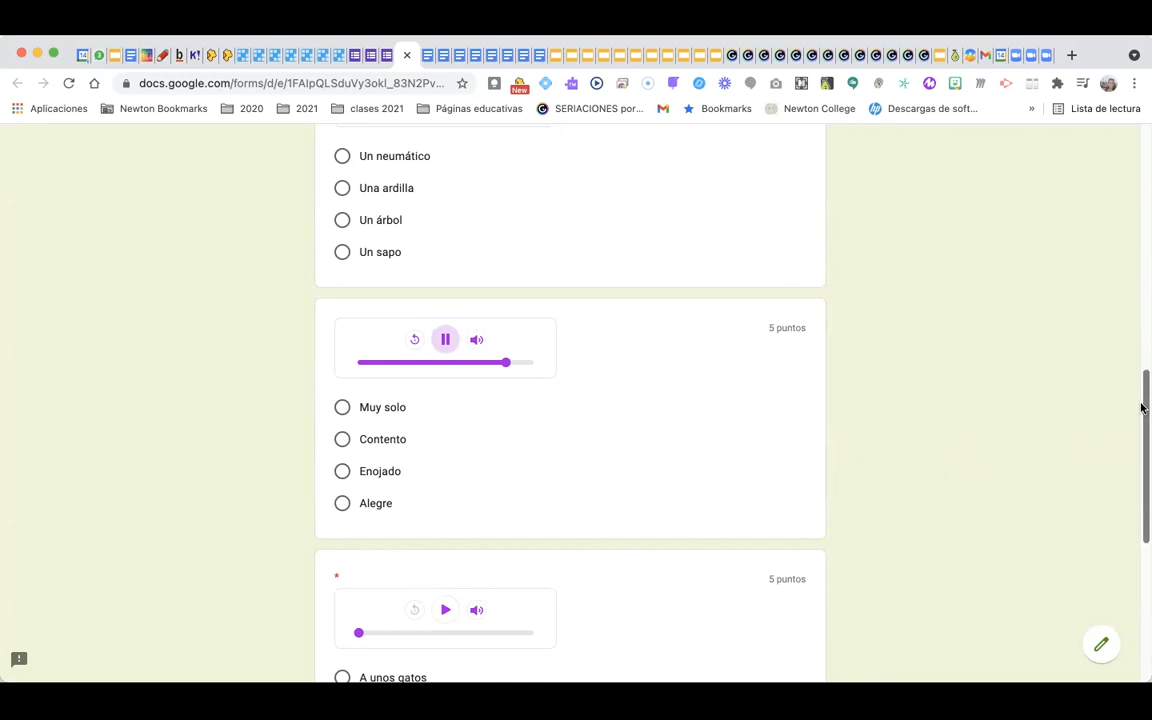 docs.google.com/forms/d/e/1FAIpQLSduVy3okl_83N2Pv...
New
Aplicaciones
Newton Bookmarks
2020
2021
clases 2021
Páginas educativas
SERIACIONES por...
Bookmarks
Newton College
Descargas de soft...
»
Lista de lectura
Un neumático
Una ardilla
Un árbol
Un sapo
5 puntos
Muy solo
Contento
Enojado
Alegre
*
5 puntos
A unos gatos